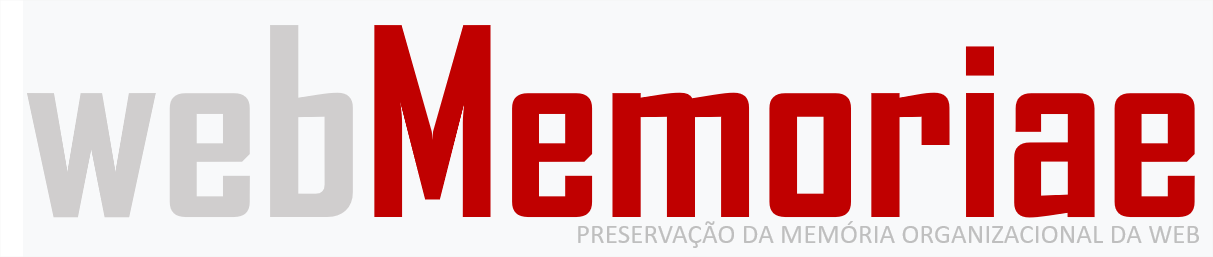 webMemoriae
PRESERVAÇÃO DA MEMÓRIA ORGANIZACIONAL DA WEB